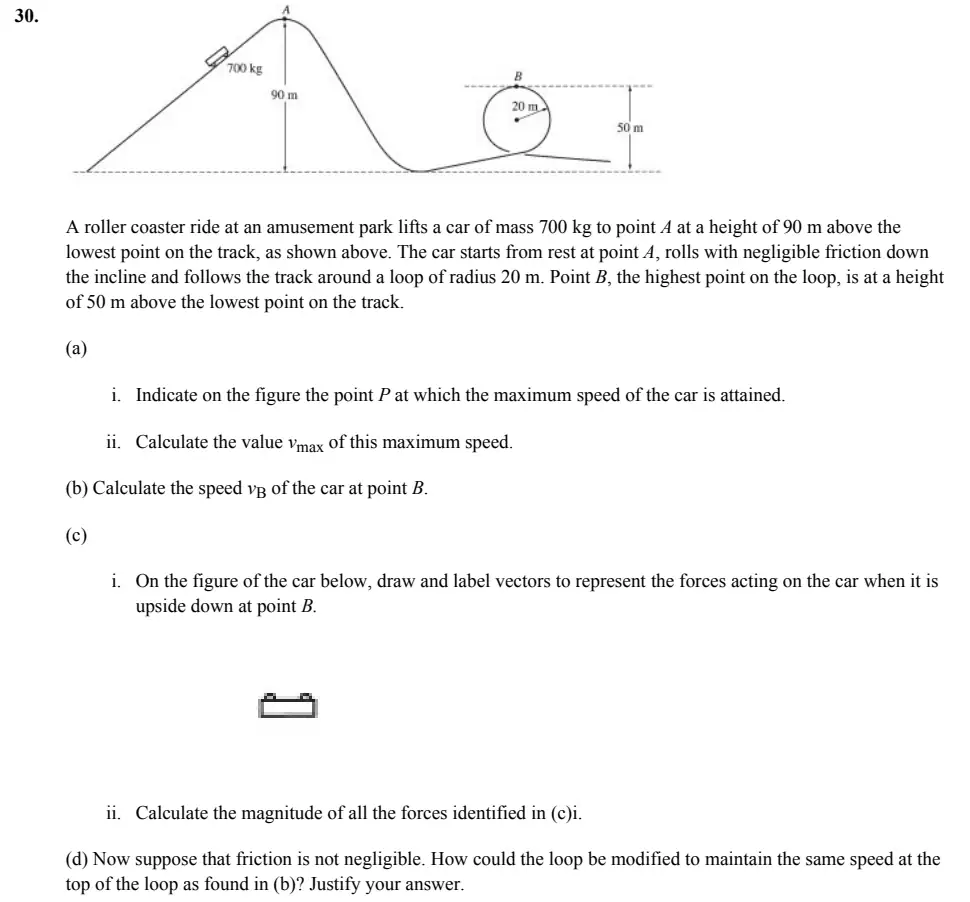 30.
A
700 kg
90 m
B
20 m
50 m
A roller coaster ride at an amusement park lifts a car of mass 700 kg to point A at a height of 90 m above the
lowest point on the track, as shown above. The car starts from rest at point A, rolls with negligible friction down
the incline and follows the track around a loop of radius 20 m. Point B, the highest point on the loop, is at a height
of 50 m above the lowest point on the track.
(a)
i. Indicate on the figure the point P at which the maximum speed of the car is attained.
ii. Calculate the value vmax of this maximum speed.
(b) Calculate the speed vB of the car at point B.
(c)
i. On the figure of the car below, draw and label vectors to represent the forces acting on the car when it is
upside down at point B.
ii. Calculate the magnitude of all the forces identified in (c)i.
(d) Now suppose that friction is not negligible. How could the loop be modified to maintain the same speed at the
top of the loop as found in (b)? Justify your answer.